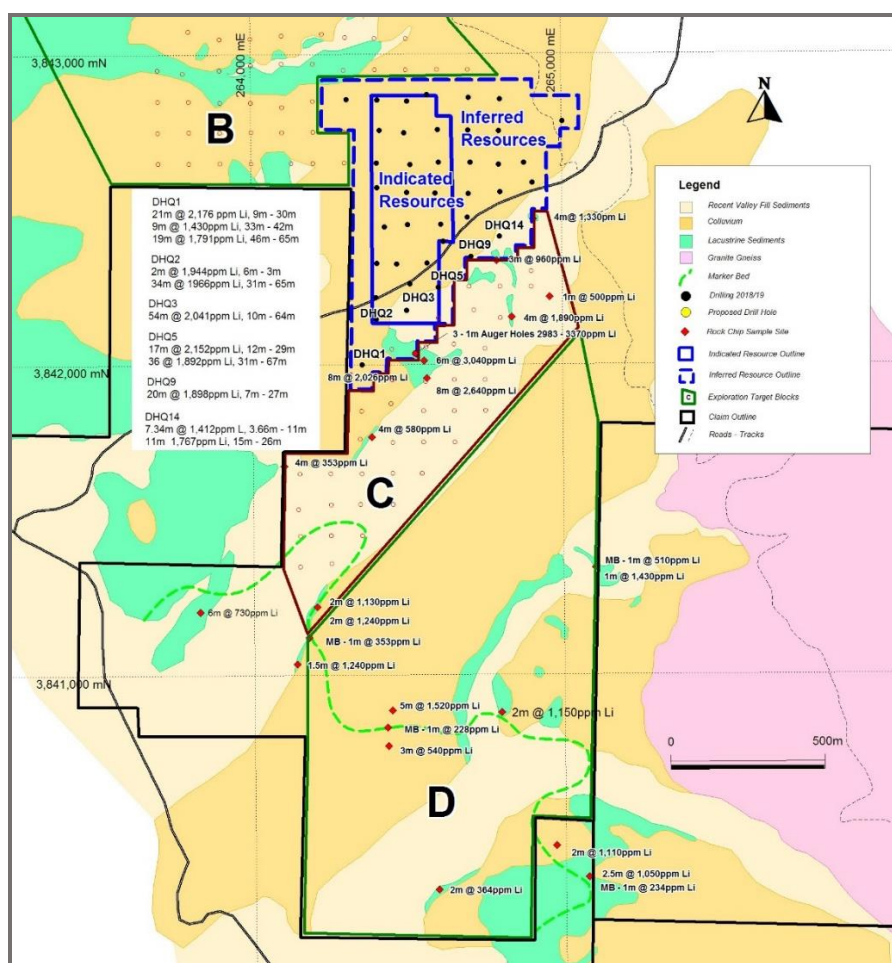 3,843,000 mN
264,000 mE
265,000 mE
N
B
Inferred
Resources
Indicated
Resources
DHQ1
21m @ 2,176 ppm Li, 9m - 30m
9m @ 1,430ppm Li, 33m - 42m
19m @ 1,791ppm Li, 46m - 65m
DHQ2
2m @ 1,944ppm Li, 6m - 3m
34m @ 1966ppm Li, 31m - 65m
DHQ3
54m @ 2,041ppm Li, 10m - 64m
DHQ5
17m @ 2,152ppm Li, 12m - 29m
36 @ 1,892ppm Li, 31m - 67m
DHQ9
20m @ 1,898ppm Li, 7m - 27m
DHQ14
7.34m @ 1,412ppm L, 3.66m - 11m
11m 1,767ppm Li, 15m - 26m
DHQ14
DHQ9
DHQ5
DHQ3
DHQ2
DHQ1
4m@1,330pm Li
3m @ 960ppm Li
1m @ 500ppm Li
4m @ 1,890ppm Li
3 - 1m Auger Holes 2983 - 3370ppm Li
6m @ 3,040ppm Li
8m @ 2,026ppm Li
8m @ 2,640ppm Li
3,842,000 mN
4m @ 580ppm Li
4m @ 353ppm Li
C
Legend
Recent Valley Fill Sediments
Colluvium
Lacustrine Sediments
Granite Gneiss
Marker Bed
Drilling 2018/19
Proposed Drill Hole
Rock Chip Sample Site
Indicated Resource Outline
Inferred Resource Outline
C
Exploration Target Blocks
Claim Outline
Roads - Tracks
MB - 1m @ 510ppm Li
1m @ 1,430ppm Li
6m @ 730ppm Li
2m @ 1,130ppm Li
2m @ 1,240ppm Li
MB - 1m @ 353ppm Li
1.5m @ 1,240ppm Li
3,841,000 mN
5m @ 1,520ppm Li
2m @ 1,150ppm Li
MB - 1m @ 228ppm Li
3m @ 540ppm Li
0
500m
D
2m @ 1,110ppm Li
2.5m @ 1,050ppm Li
MB - 1m @ 234ppm Li
2m @ 364ppm Li